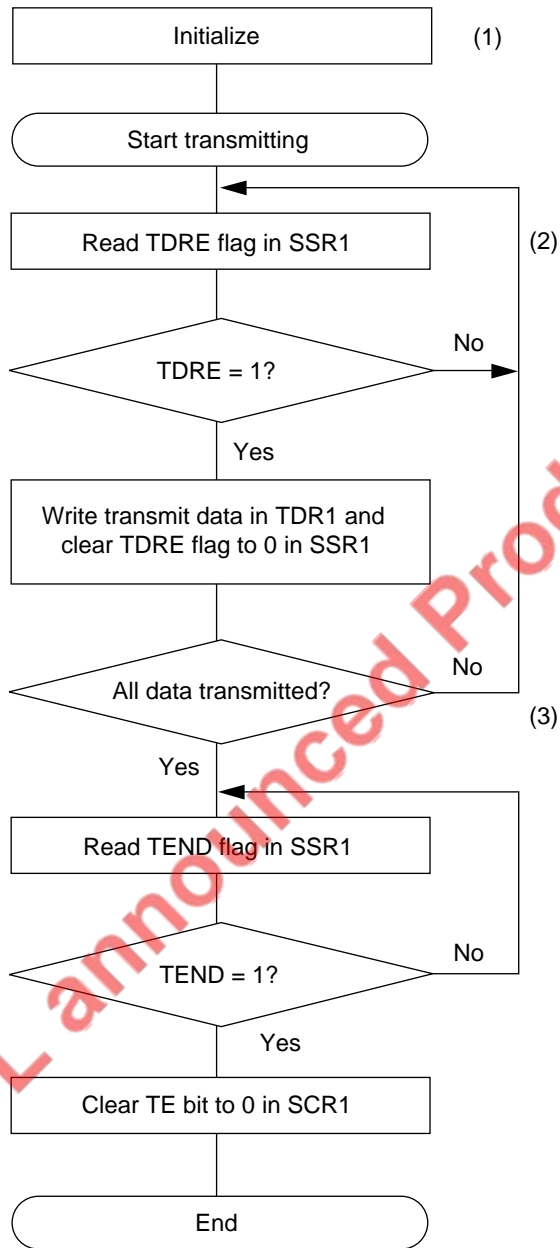 Initialize
(1)
Start transmitting
Read TDRE flag in SSR1
(2)
TDRE = 1?
No
Yes
Write transmit data in TDR1 and
clear TDRE flag to 0 in SSR1
All data transmitted?
No
(3)
Yes
Read TEND flag in SSR1
TEND = 1?
No
Yes
Clear TE bit to 0 in SCR1
End
L announced Prod